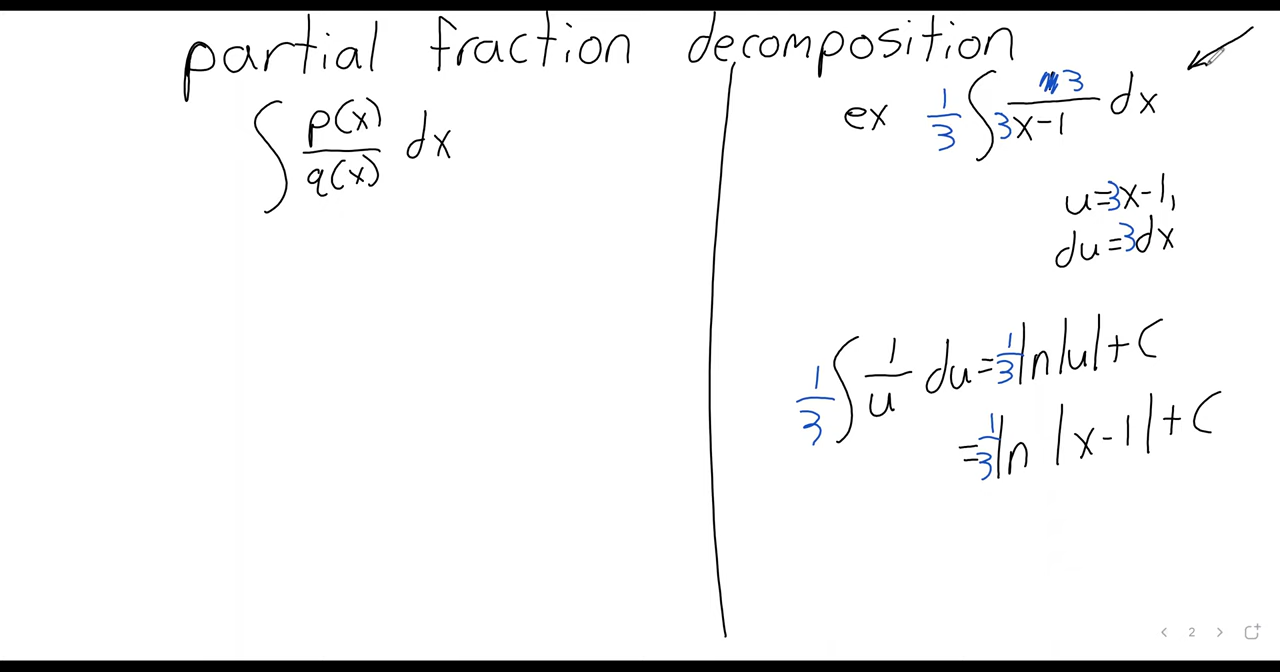 partial fraction decomposition
∫ p(x)/q(x) dx
ex 1/3 ∫ 3/(3x-1) dx
u=3x-1,
du=3dx
1/3 ∫ 1/u du = 1/3 ln|u| + C
= 1/3 ln |x-1| + C
2